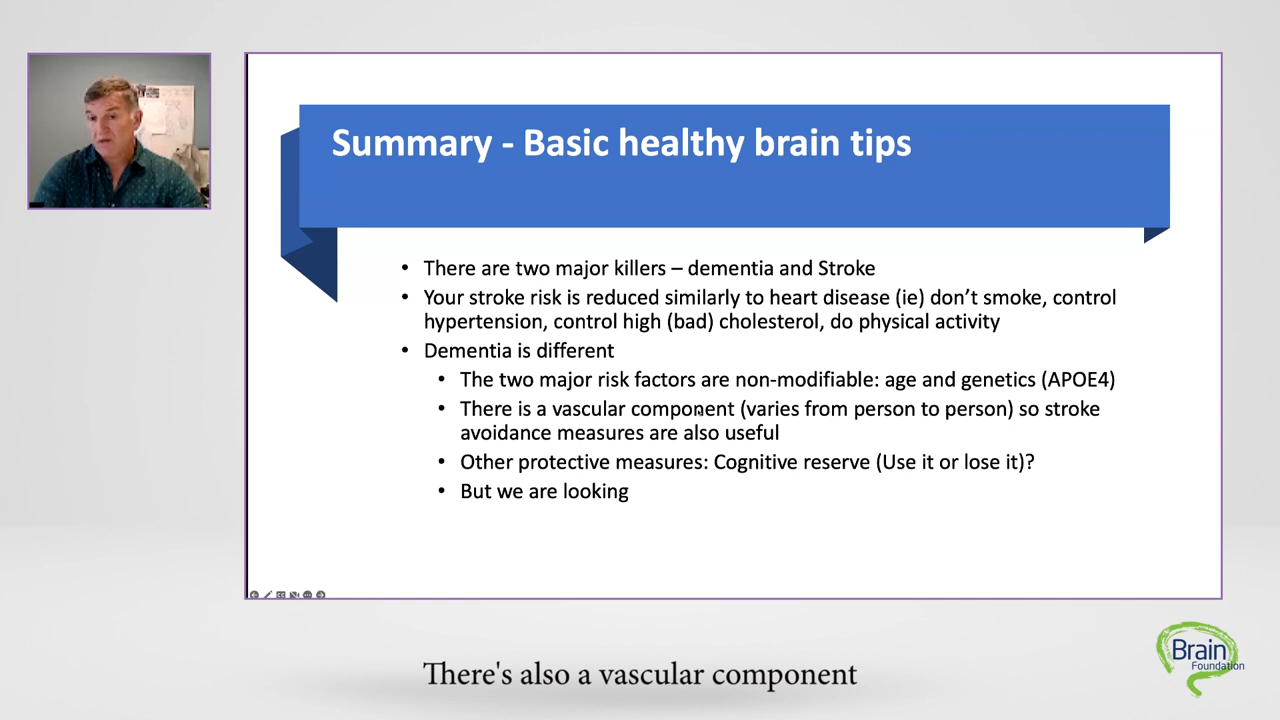 Summary - Basic healthy brain tips
• There are two major killers – dementia and Stroke
• Your stroke risk is reduced similarly to heart disease (ie) don’t smoke, control
hypertension, control high (bad) cholesterol, do physical activity
• Dementia is different
• The two major risk factors are non-modifiable: age and genetics (APOE4)
• There is a vascular component (varies from person to person) so stroke
avoidance measures are also useful
• Other protective measures: Cognitive reserve (Use it or lose it)?
• But we are looking
Brain
Foundation
There's also a vascular component